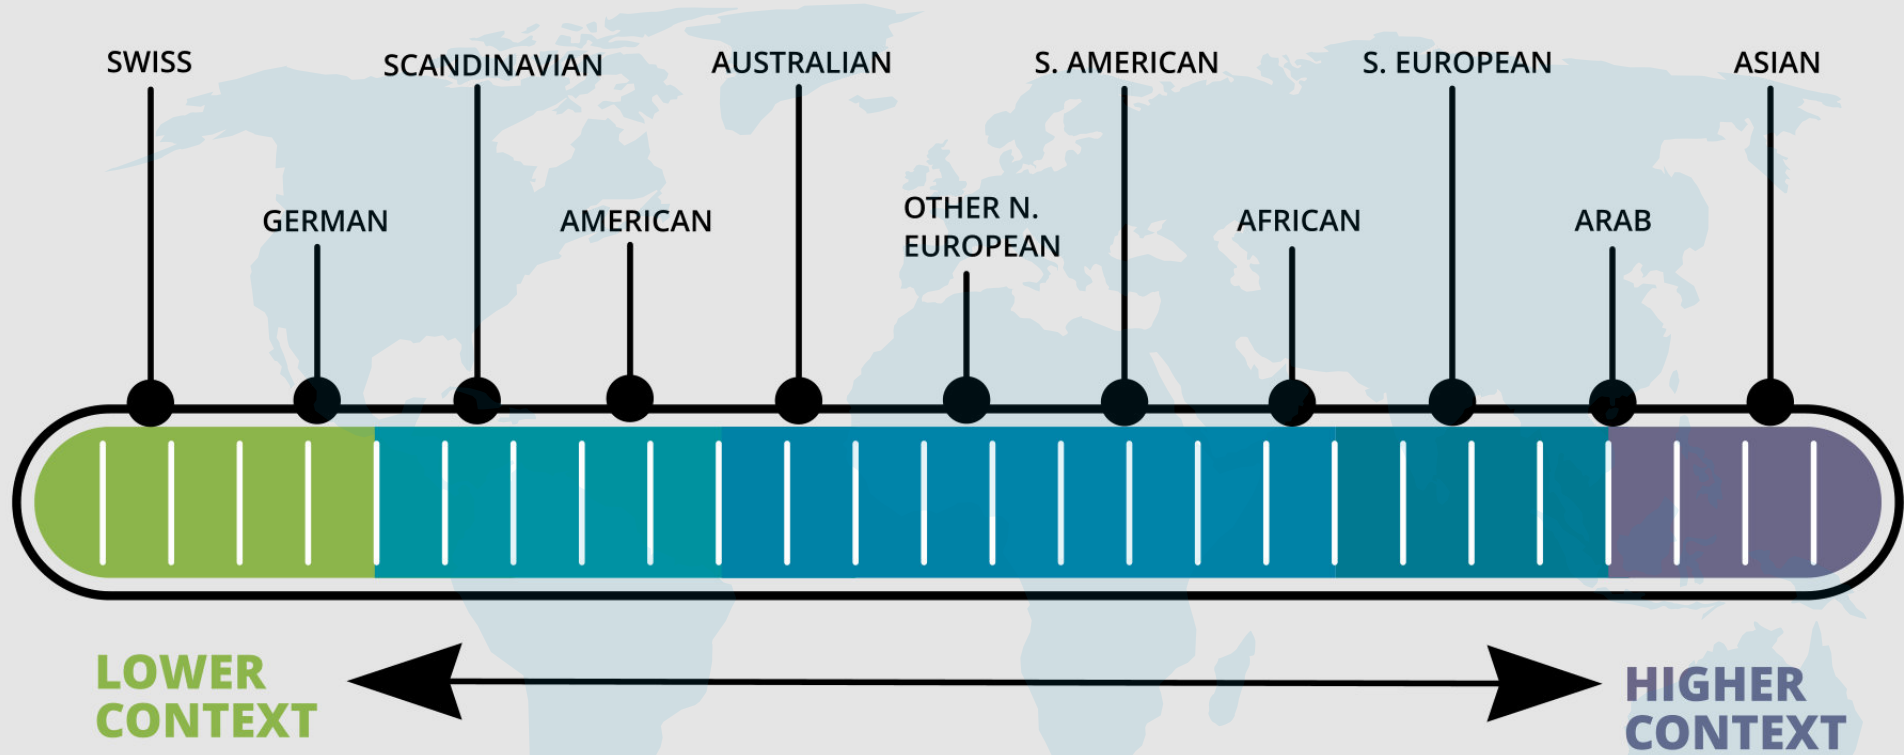 SWISS
SCANDINAVIAN
AUSTRALIAN
S. AMERICAN
S. EUROPEAN
ASIAN
GERMAN
AMERICAN
OTHER N.
EUROPEAN
AFRICAN
ARAB
LOWER
CONTEXT
HIGHER
CONTEXT